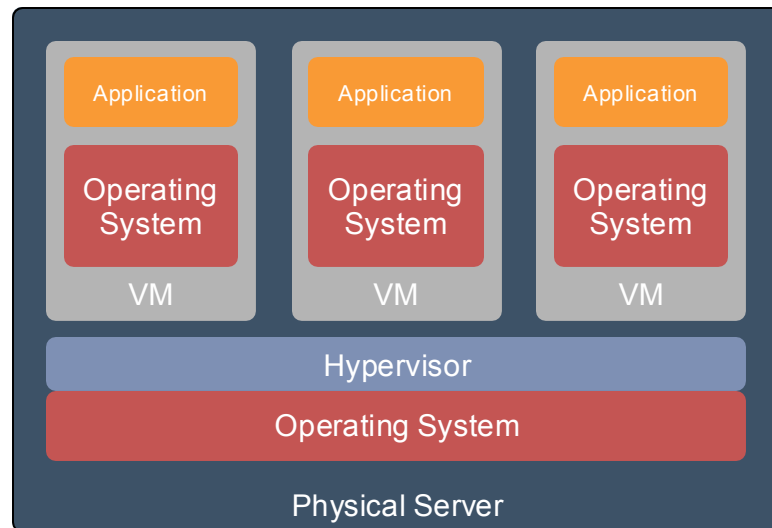 Application
Application
Application
Operating
System
Operating
System
Operating
System
VM
VM
VM
Hypervisor
Operating System
Physical Server